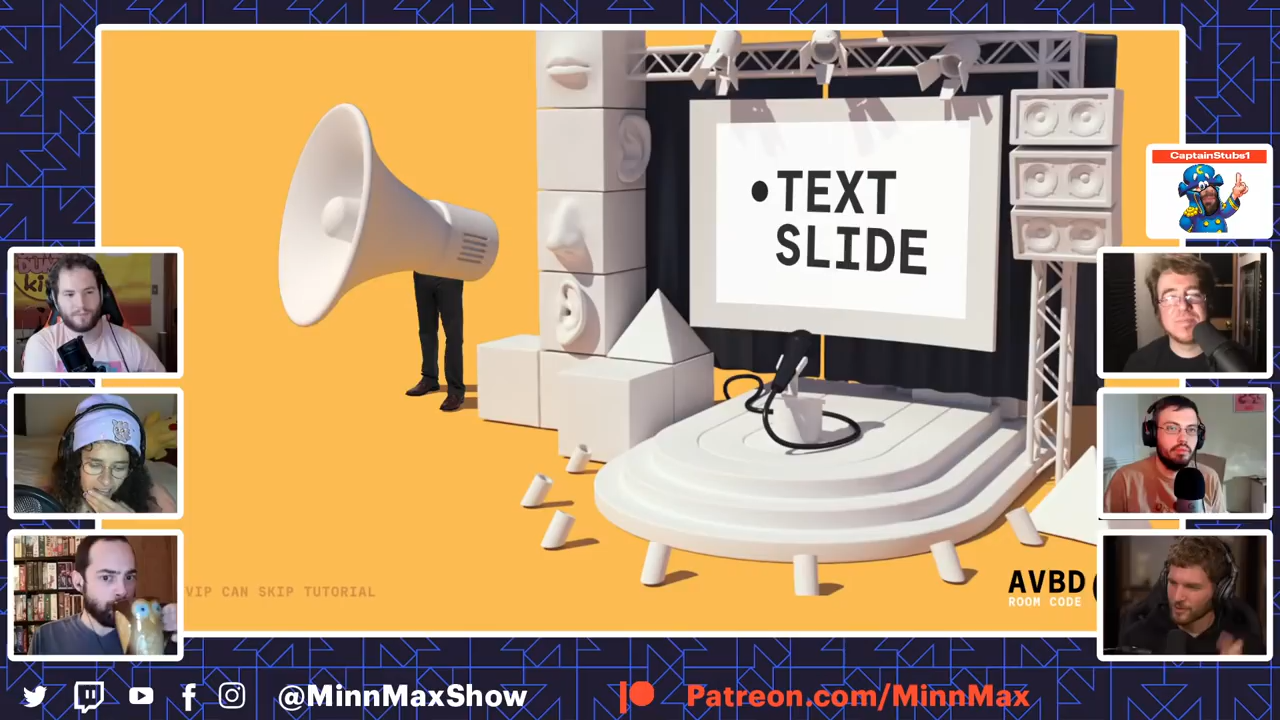 • TEXT
SLIDE
CaptainStubs1
VIP CAN SKIP TUTORIAL
AVBD
ROOM CODE
@MinnMaxShow
Patreon.com/MinnMax